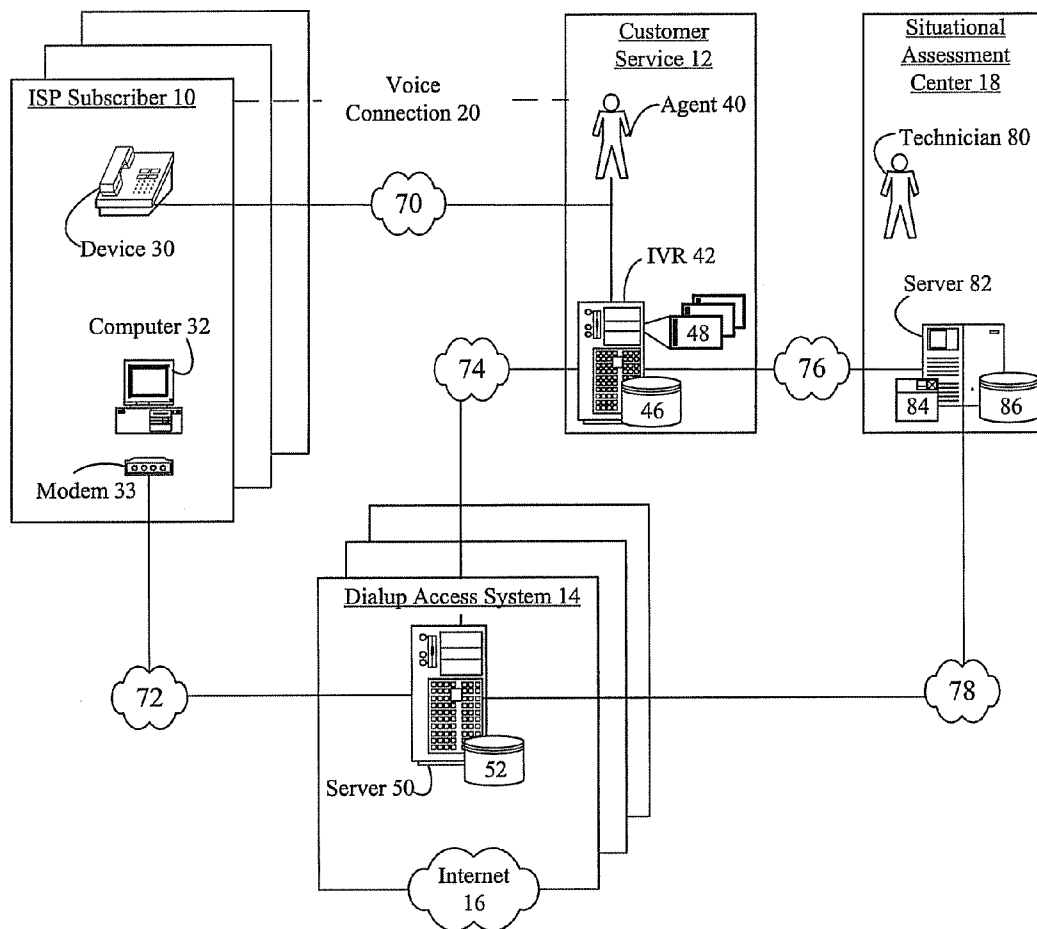 ISP Subscriber 10
Device 30
Computer 32
Modem 33
Voice
Connection 20
70
Customer
Service 12
Agent 40
IVR 42
48
46
74
76
Situational
Assessment
Center 18
Technician 80
Server 82
84
86
72
Dialup Access System 14
Server 50
52
78
Internet
16